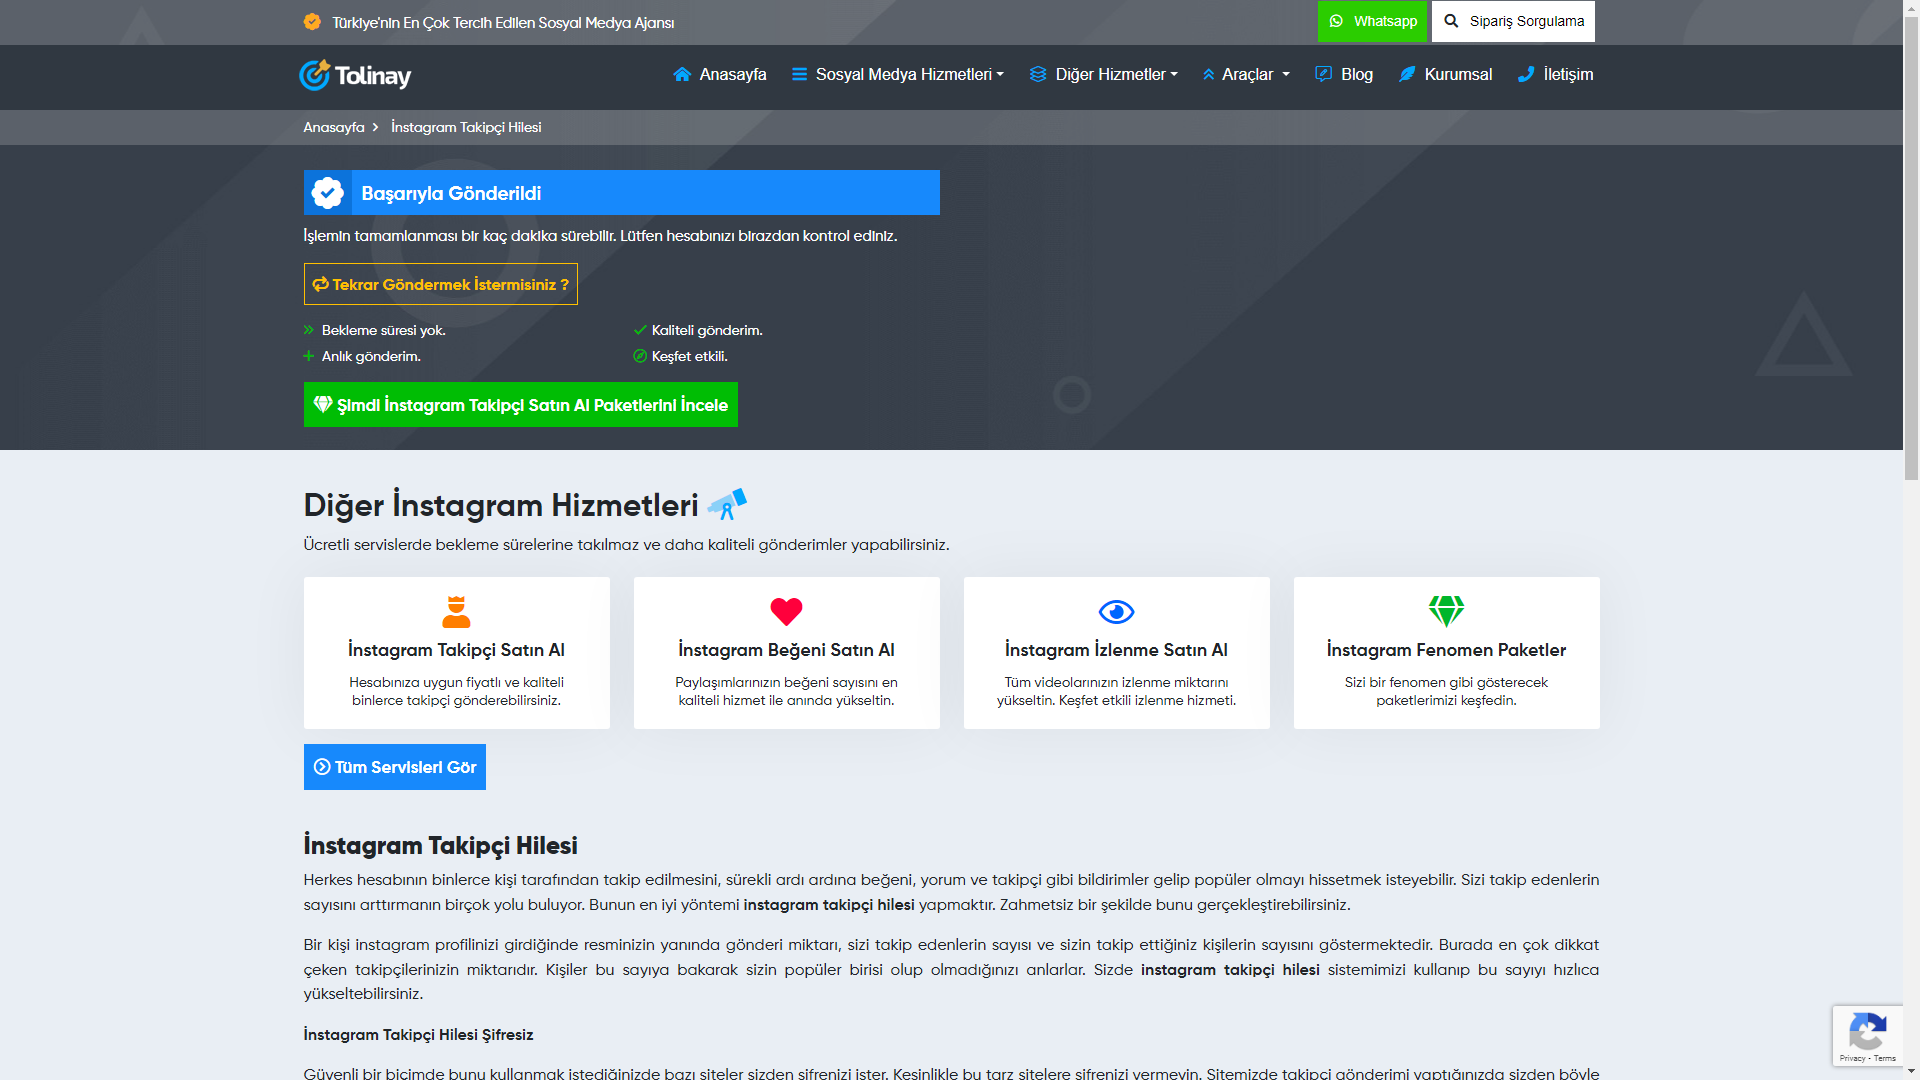 Türkiye'nin En Çok Tercih Edilen Sosyal Medya Ajansı
Whatsapp
Sipariş Sorgulama
Tolinay
Anasayfa
Sosyal Medya Hizmetleri
Diğer Hizmetler
Araçlar
Blog
Kurumsal
İletişim
Anasayfa
İnstagram Takipçi Hilesi
Başarıyla Gönderildi
İşlemin tamamlanması bir kaç dakika sürebilir. Lütfen hesabınızı birazdan kontrol ediniz.
Tekrar Göndermek İstermisiniz ?
Bekleme süresi yok.
Kaliteli gönderim.
Anlık gönderim.
Keşfet etkili.
Şimdi İnstagram Takipçi Satın Al Paketlerini İncele
Diğer İnstagram Hizmetleri
Ücretli servislerde bekleme sürelerine takılmaz ve daha kaliteli gönderimler yapabilirsiniz.
İnstagram Takipçi Satın Al
Hesabınıza uygun fiyatlı ve kaliteli
binlerce takipçi gönderebilirsiniz.
İnstagram Beğeni Satın Al
Paylaşımlarınızın beğeni sayısını en
kaliteli hizmet ile anında yükseltin.
İnstagram İzlenme Satın Al
Tüm videolarınızın izlenme miktarını
yükseltin. Keşfet etkili izlenme hizmeti.
İnstagram Fenomen Paketler
Sizi bir fenomen gibi gösterecek
paketlerimizi keşfedin.
Tüm Servisleri Gör
İnstagram Takipçi Hilesi
Herkes hesabının binlerce kişi tarafından takip edilmesini, sürekli ardı ardına beğeni, yorum ve takipçi gibi bildirimler gelip popüler olmayı hissetmek isteyebilir. Sizi takip edenlerin
sayısını arttırmanın birçok yolu buluyor. Bunun en iyi yöntemi instagram takipçi hilesi yapmaktır. Zahmetsiz bir şekilde bunu gerçekleştirebilirsiniz.
Bir kişi instagram profilinizi girdiğinde resminizin yanında gönderi miktarı, sizi takip edenlerin sayısı ve sizin takip ettiğiniz kişilerin sayısını göstermektedir. Burada en çok dikkat
çeken takipçilerinizin miktarıdır. Kişiler bu sayıya bakarak sizin popüler birisi olup olmadığınızı anlarlar. Sizde instagram takipçi hilesi sistemimizi kullanıp bu sayıyı hızlıca
yükseltebilirsiniz.
İnstagram Takipçi Hilesi Şifresiz
Güvenli bir biçimde bunu kullanmak istediğinizde bazı siteler sizden şifrenizi ister. Kesinlikle bu tarz sitelere şifrenizi vermeyin. Sitemizde takipçi gönderimi yaptığınızda sizden böyle
Privacy - Terms